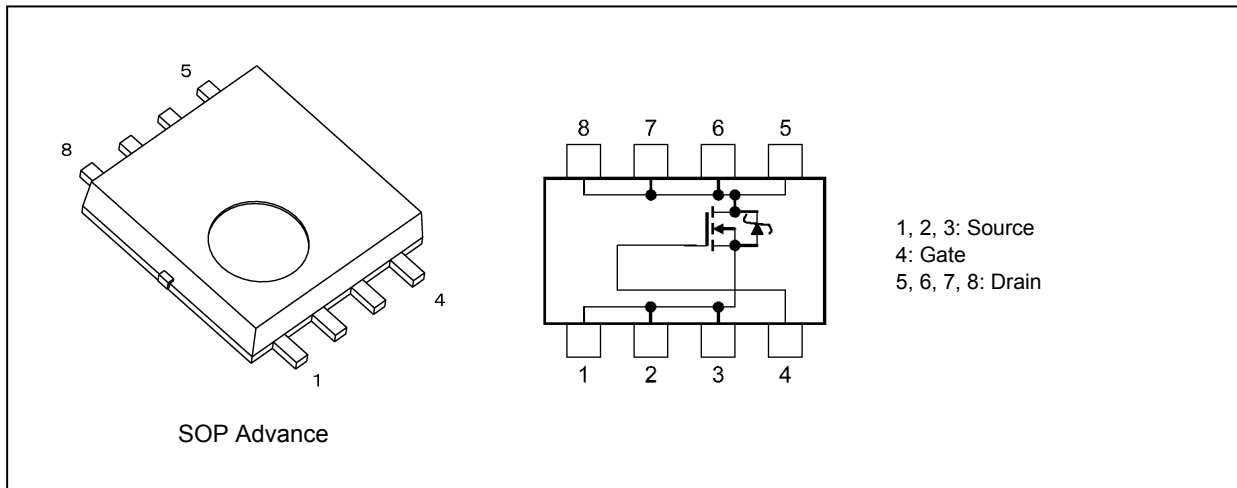 5
8
4
1
SOP Advance
8 7 6 5
1 2 3 4
1, 2, 3: Source
4: Gate
5, 6, 7, 8: Drain